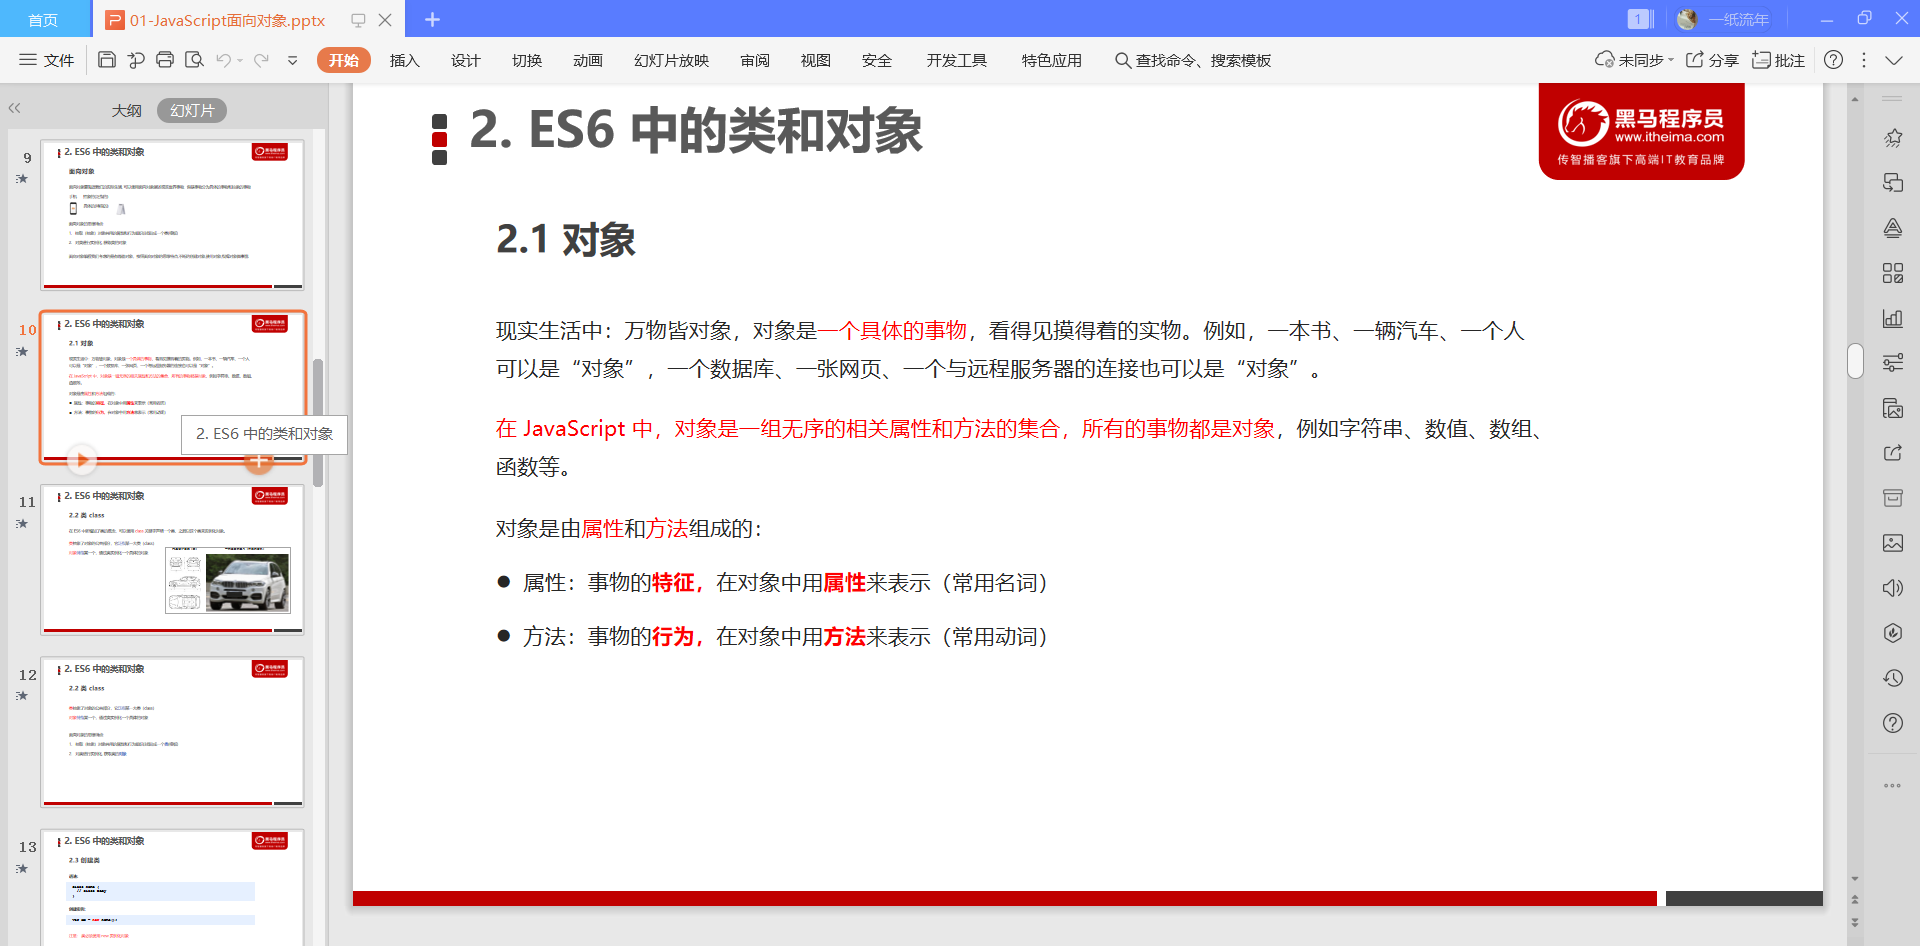 首页
01-JavaScript面向对象.pptx
1
一纸流年
文件
开始
插入
设计
切换
动画
幻灯片放映
审阅
视图
安全
开发工具
特色应用
查找命令、搜索模板
未同步
分享
批注
大纲
幻灯片
9
2. ES6 中的类和对象
面向对象
10
2. ES6 中的类和对象
2.1 对象
2. ES6 中的类和对象
11
2. ES6 中的类和对象
2.2 类 class
12
2. ES6 中的类和对象
2.2 类 class
13
2. ES6 中的类和对象
2.3 创建类
2. ES6 中的类和对象
黑马程序员
www.itheima.com
传智播客旗下高端IT教育品牌
2.1 对象
现实生活中：万物皆对象，对象是一个具体的事物，看得见摸得着的实物。例如，一本书、一辆汽车、一个人
可以是“对象”，一个数据库、一张网页、一个与远程服务器的连接也可以是“对象”。
在 JavaScript 中，对象是一组无序的相关属性和方法的集合，所有的事物都是对象，例如字符串、数值、数组、
函数等。
对象是由属性和方法组成的：
● 属性：事物的特征，在对象中用属性来表示（常用名词）
● 方法：事物的行为，在对象中用方法来表示（常用动词）